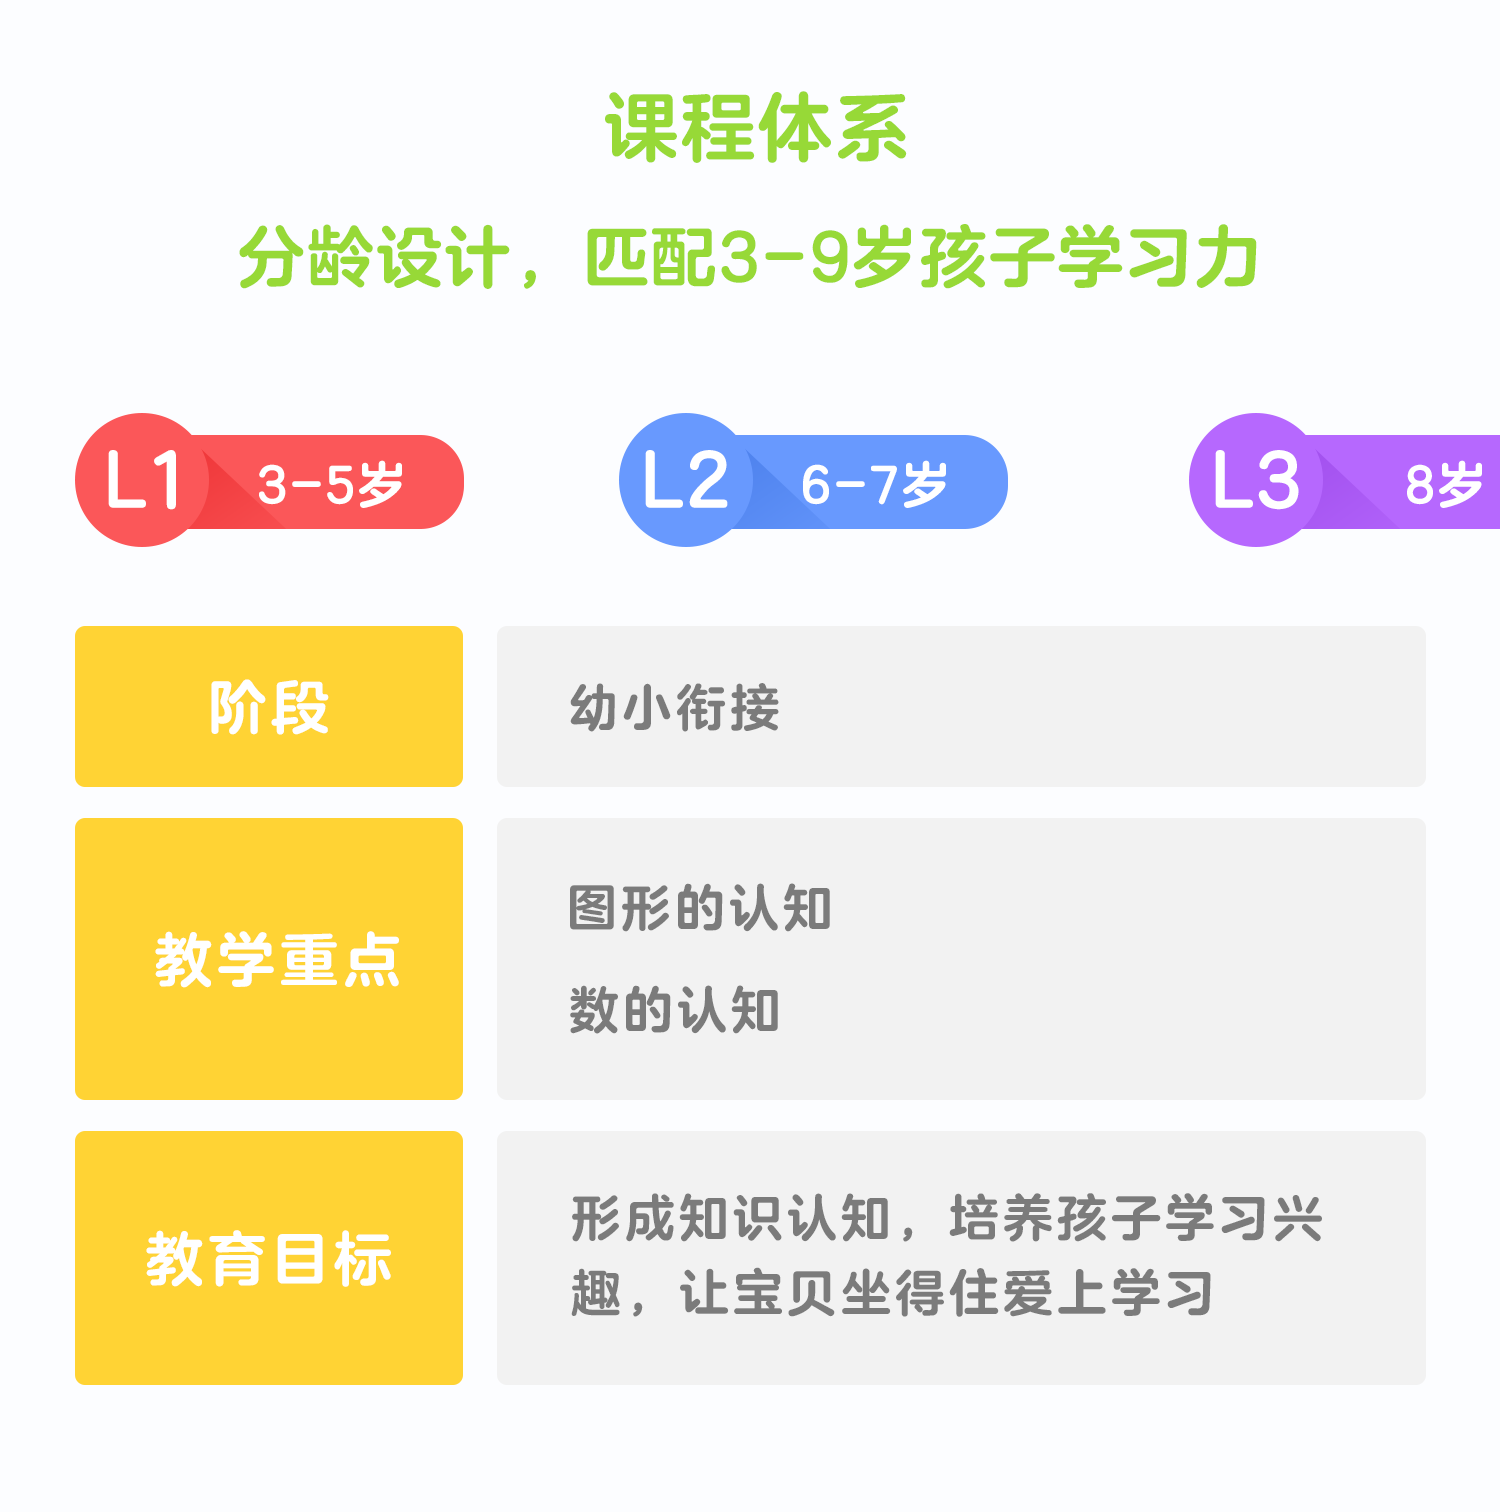 课程体系
分龄设计，匹配3-9岁孩子学习力
L1 3-5岁 L2 6-7岁 L3 8岁
阶段 幼小衔接
教学重点
图形的认知
数的认知
教育目标
形成知识认知，培养孩子学习兴
趣，让宝贝坐得住爱上学习